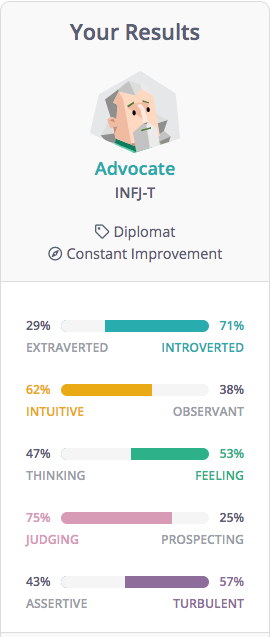 Your Results
Advocate
INFJ-T
Diplomat
Constant Improvement
29% 71%
EXTRAVERTED INTROVERTED
62% 38%
INTUITIVE OBSERVANT
47% 53%
THINKING FEELING
75% 25%
JUDGING PROSPECTING
43% 57%
ASSERTIVE TURBULENT